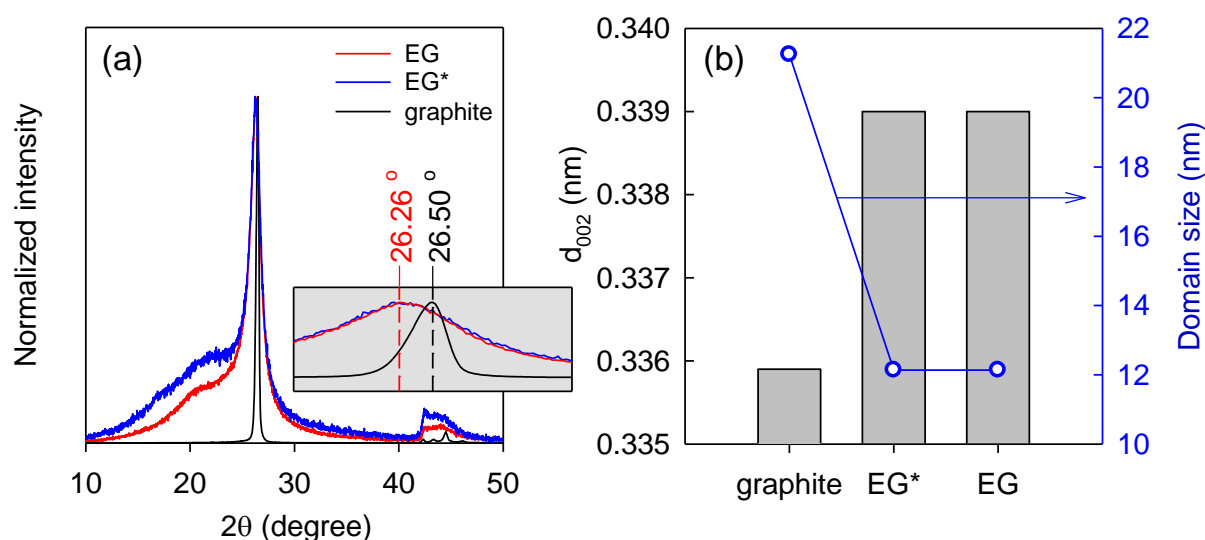 (a)
EG
EG*
graphite
26.26°
26.50°
Normalized intensity
10 20 30 40 50
2θ (degree)
(b)
0.340
0.339
0.338
0.337
0.336
0.335
d002 (nm)
graphite EG* EG
22
20
18
16
14
12
10
Domain size (nm)